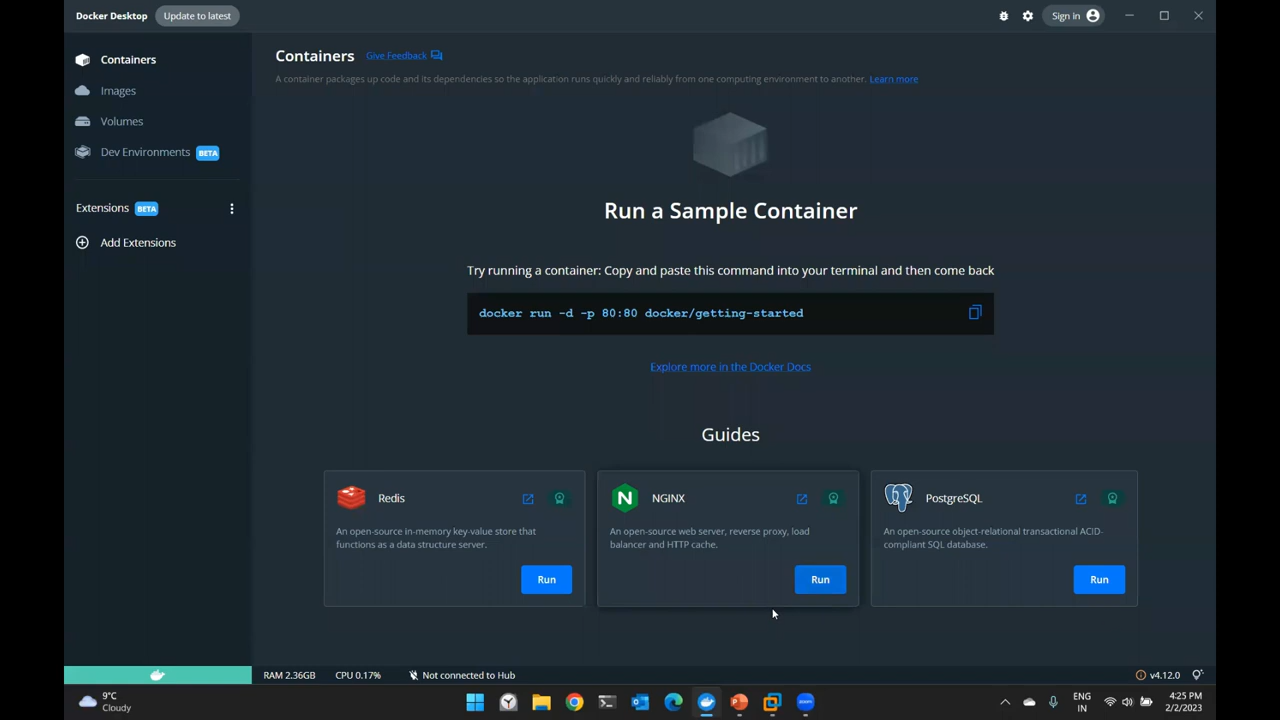 Docker Desktop
Update to latest
Sign in
Containers
Images
Volumes
Dev Environments BETA
Extensions BETA
Add Extensions
Containers
Give Feedback
A container packages up code and its dependencies so the application runs quickly and reliably from one computing environment to another. Learn more
Run a Sample Container
Try running a container: Copy and paste this command into your terminal and then come back
docker run -d -p 80:80 docker/getting-started
Explore more in the Docker Docs
Guides
Redis
An open-source in-memory key-value store that
functions as a data structure server.
Run
NGINX
An open-source web server, reverse proxy, load
balancer and HTTP cache.
Run
PostgreSQL
An open-source object-relational transactional ACID-
compliant SQL database.
Run
RAM 2.36GB
CPU 0.17%
Not connected to Hub
v4.12.0
9°C
Cloudy
zoom
ENG
IN
4:25 PM
2/2/2023